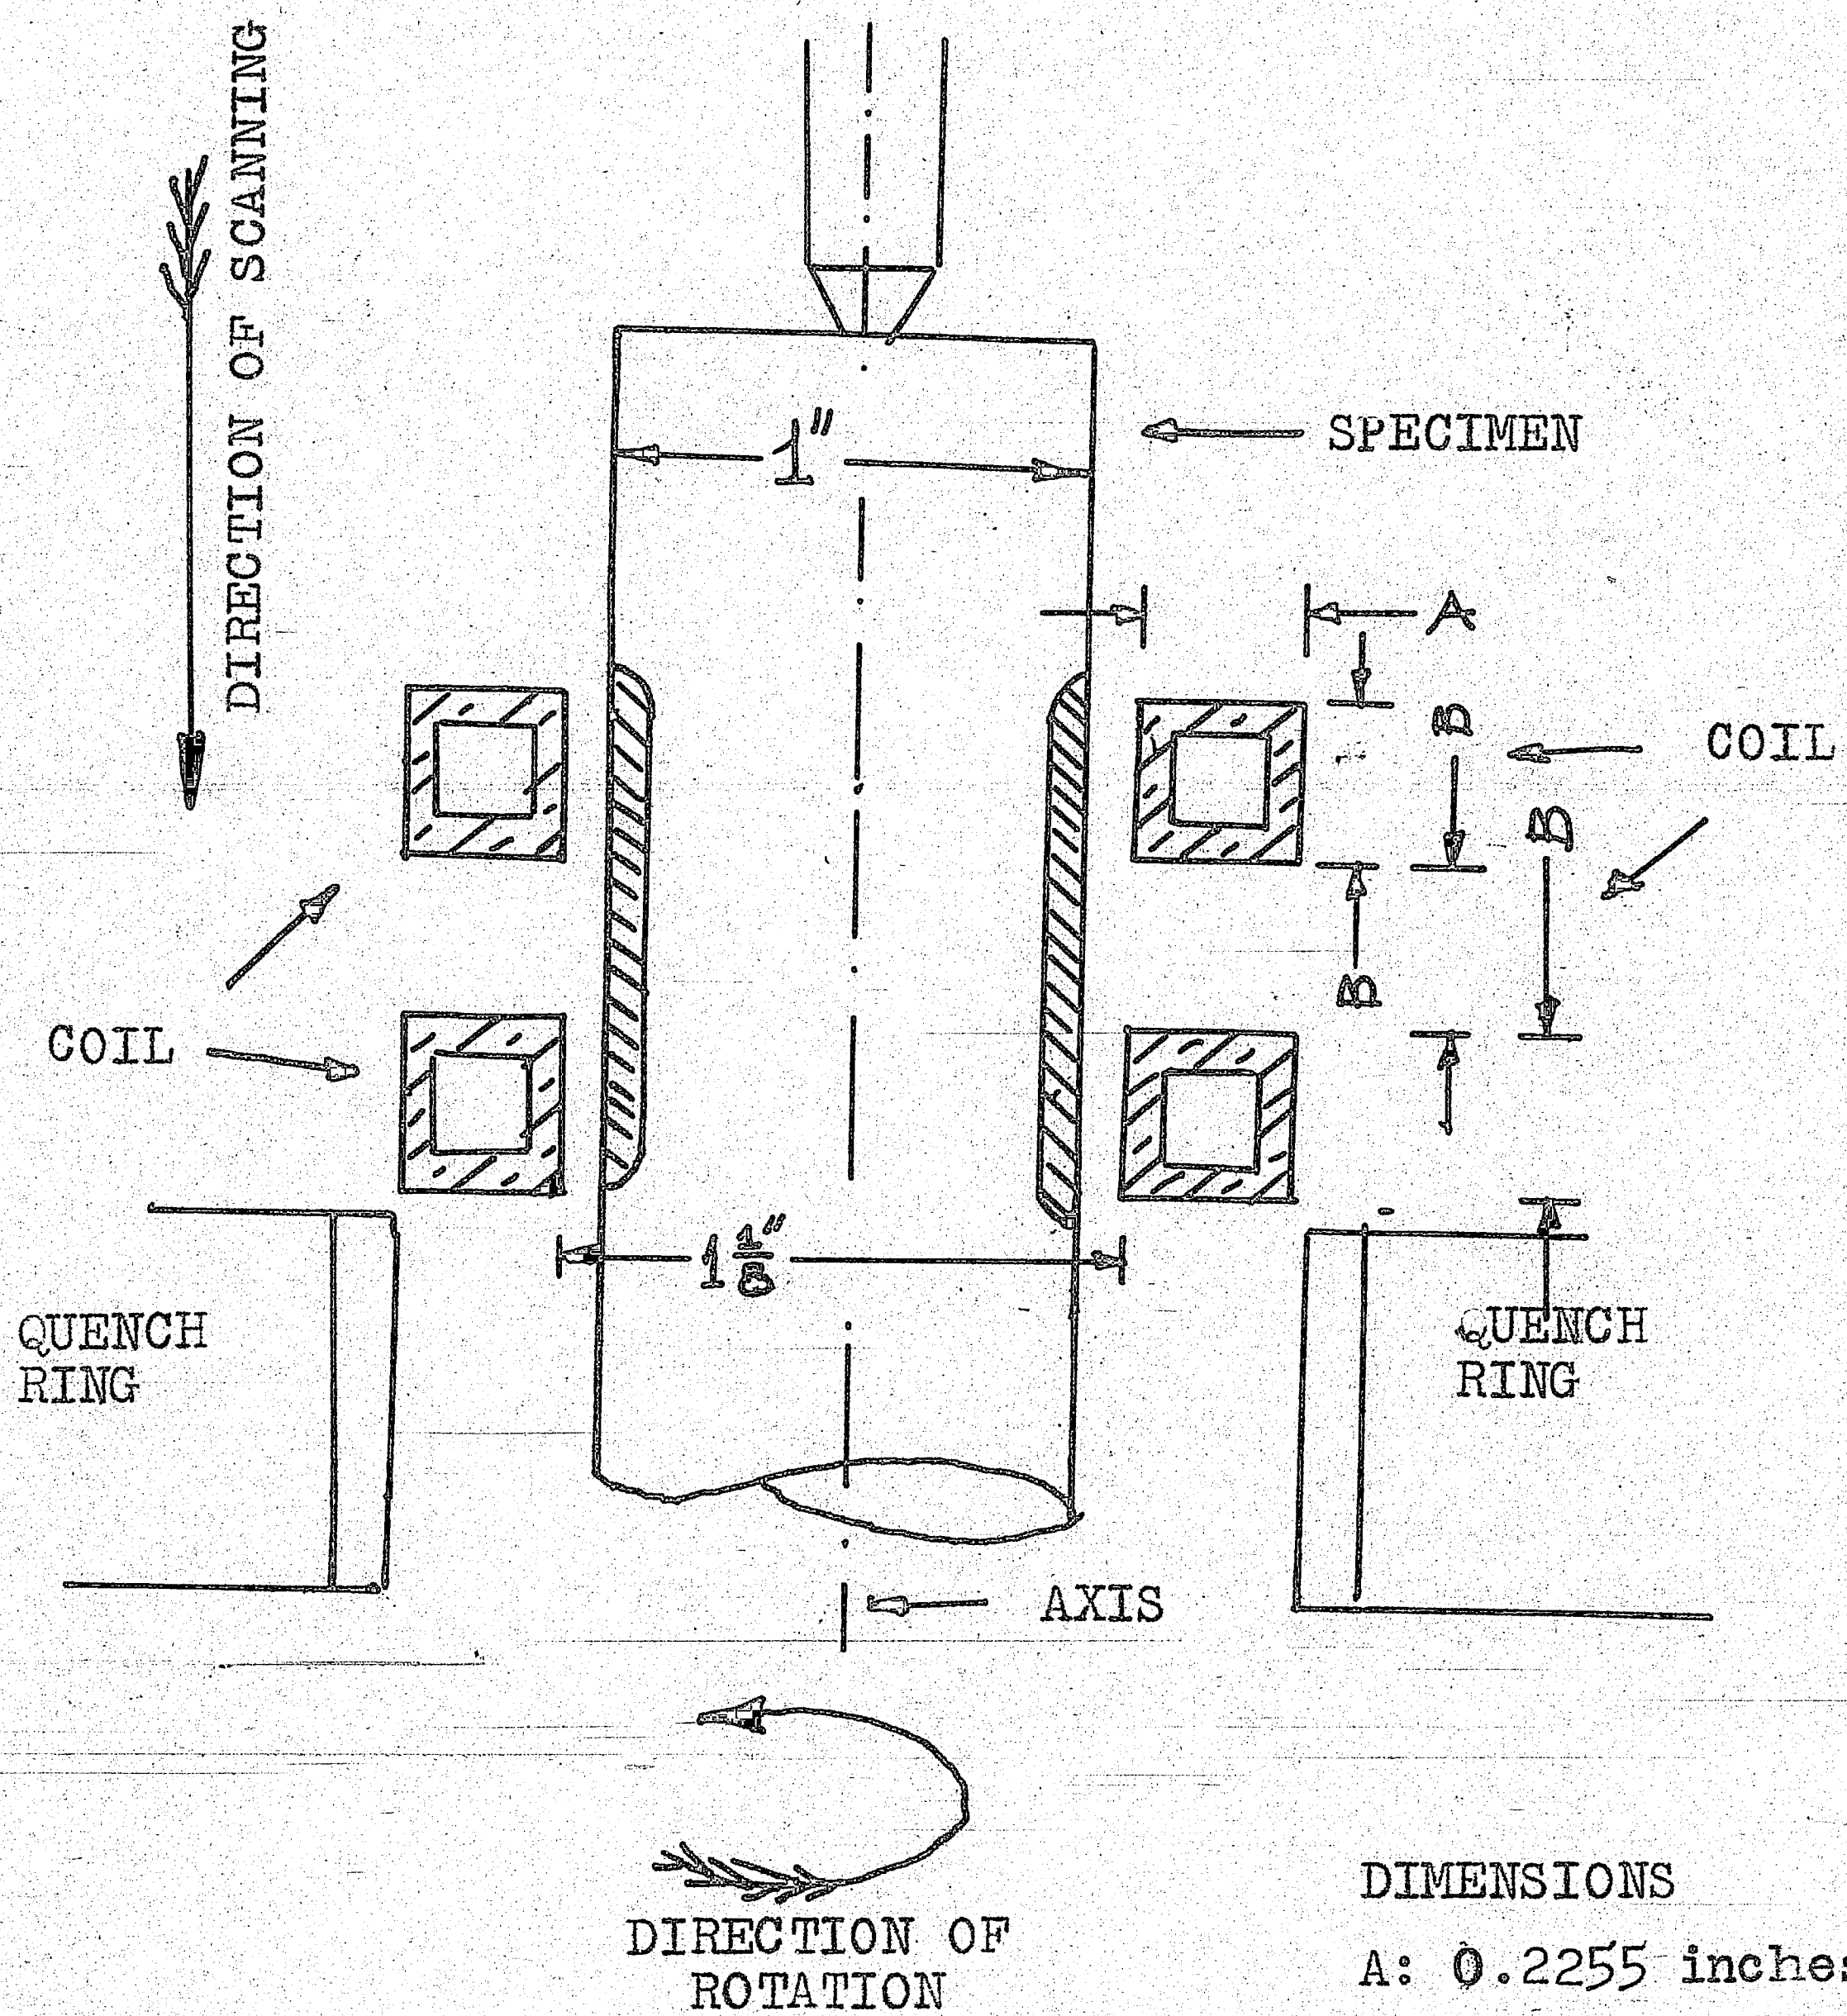 DIRECTION OF SCANNING
1"
SPECIMEN
A
B
COIL
B
B
COIL
1 1/8"
QUENCH
RING
QUENCH
RING
AXIS
DIRECTION OF
ROTATION
DIMENSIONS
A: 0.2255 inches